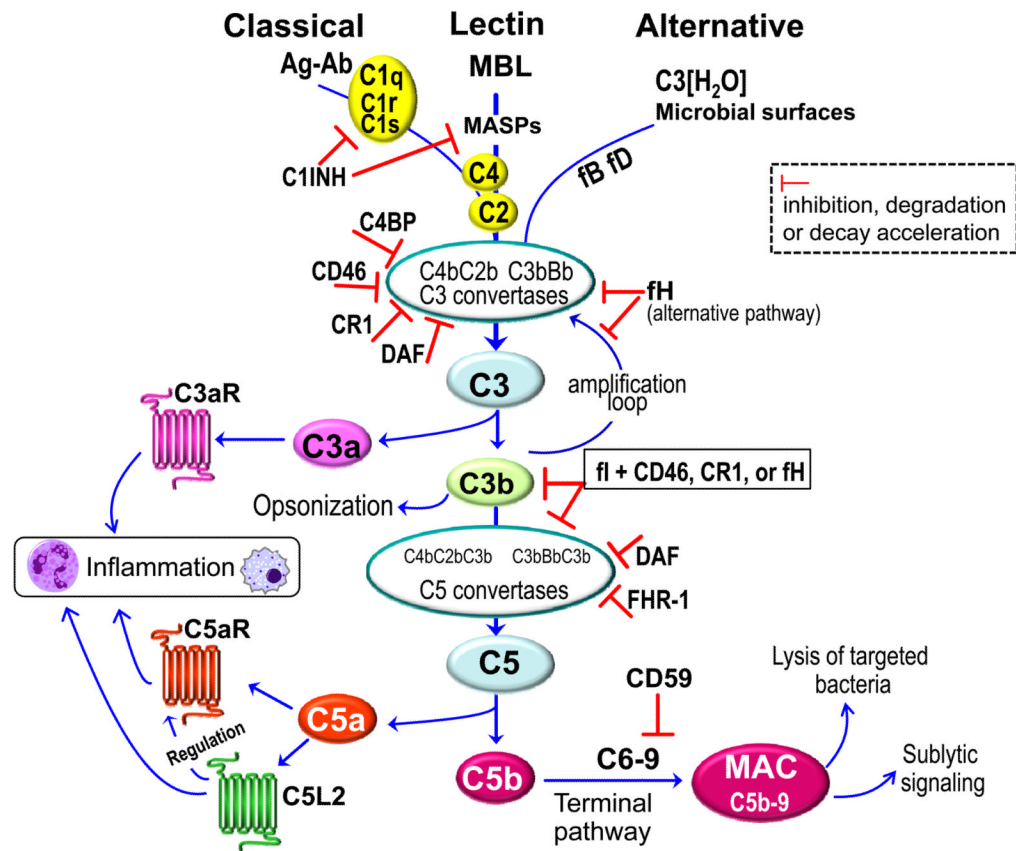 Classical
Lectin
Alternative
Ag-Ab
MBL
C1q
C1r
C1s
C3[H₂O]
Microbial surfaces
MASPs
C1INH
C4
fB fD
C2
inhibition, degradation
or decay acceleration
C4BP
CD46
C4bC2b C3bBb
C3 convertases
fH
(alternative pathway)
CR1
DAF
C3
amplification
loop
C3aR
C3a
C3b
fI + CD46, CR1, or fH
Opsonization
C4bC2bC3b C3bBbC3b
C5 convertases
DAF
FHR-1
Inflammation
C5aR
C5
CD59
Lysis of targeted
bacteria
C5a
Regulation
C5b
C6-9
Terminal
pathway
MAC
C5b-9
Sublytic
signaling
C5L2